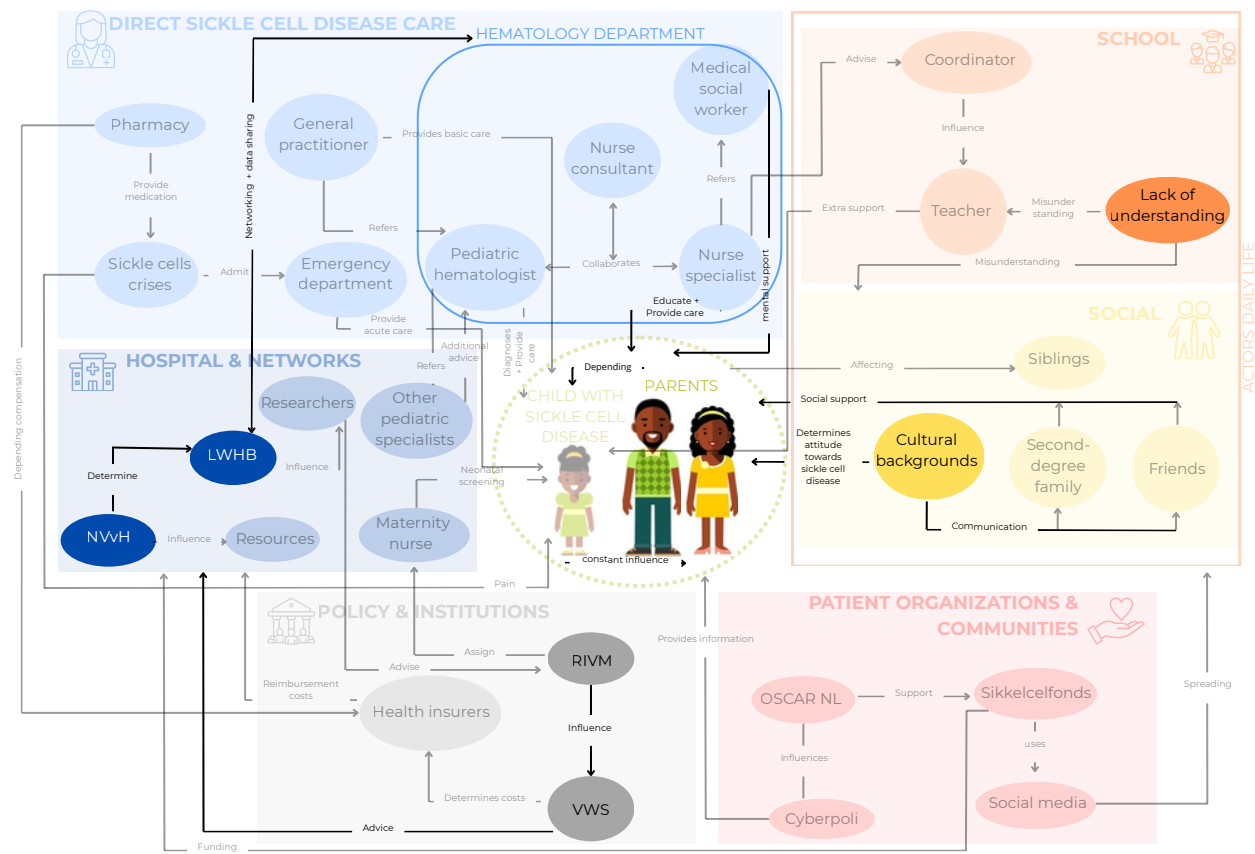 DIRECT SICKLE CELL DISEASE CARE
HEMATOLOGY DEPARTMENT
Medical
social
worker
Pharmacy
General
practitioner
Provides basic care
Nurse
consultant
Networking + data sharing
Provide
medication
Refers
Refers
Sickle cells
crises
Admit
Emergency
department
Pediatric
hematologist
Collaborates
Nurse
specialist
mental support
Provide
acute care
Educate +
Provide care
Diagnoses
+ Provide
care
Additional
advice
Refers
SCHOOL
Advise
Coordinator
Influence
Extra support
Teacher
Misunder
standing
Lack of
understanding
Misunderstanding
ACTORS DAILY LIFE
SOCIAL
Siblings
Affecting
Social support
Determines
attitude
towards
sickle cell
disease
Cultural
backgrounds
Second-
degree
family
Friends
Communication
HOSPITAL & NETWORKS
Researchers
Other
pediatric
specialists
LWHB
Determine
Influence
NVvH
Influence
Resources
Maternity
nurse
Neonatal
screening
Depending compensation
Depending
PARENTS
CHILD WITH
SICKLE CELL
DISEASE
constant influence
Pain
POLICY & INSTITUTIONS
Assign
RIVM
Advise
Reimbursement
costs
Health insurers
Influence
Determines costs
VWS
Advice
Funding
PATIENT ORGANIZATIONS &
COMMUNITIES
Provides information
OSCAR NL
Support
Sikkelcelfonds
Influences
uses
Cyberpoli
Social media
Spreading